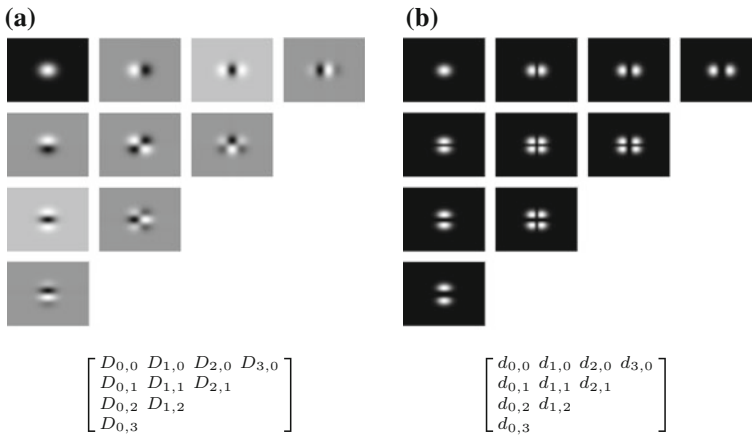 (a)
(b)
D0,0 D1,0 D2,0 D3,0
D0,1 D1,1 D2,1
D0,2 D1,2
D0,3
d0,0 d1,0 d2,0 d3,0
d0,1 d1,1 d2,1
d0,2 d1,2
d0,3